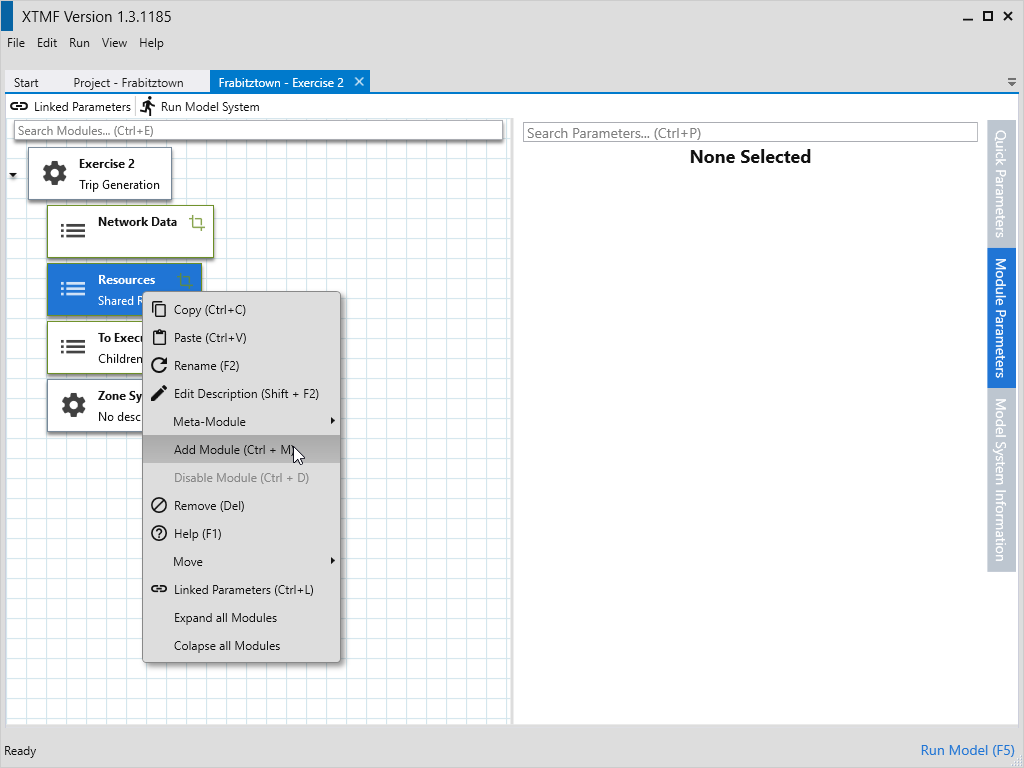 XTMF Version 1.3.1185
File Edit Run View Help
Start Project - Frabitztown Frabitztown - Exercise 2
Linked Parameters Run Model System
Search Modules... (Ctrl+E)
Search Parameters... (Ctrl+P)
None Selected
Exercise 2
Trip Generation
Network Data
Resources
Shared R
To Execu
Children
Zone Sy
No desc
Copy (Ctrl+C)
Paste (Ctrl+V)
Rename (F2)
Edit Description (Shift + F2)
Meta-Module
Add Module (Ctrl + M)
Disable Module (Ctrl + D)
Remove (Del)
Help (F1)
Move
Linked Parameters (Ctrl+L)
Expand all Modules
Colapse all Modules
Quick Parameters
Module Parameters
Model System Information
Ready
Run Model (F5)